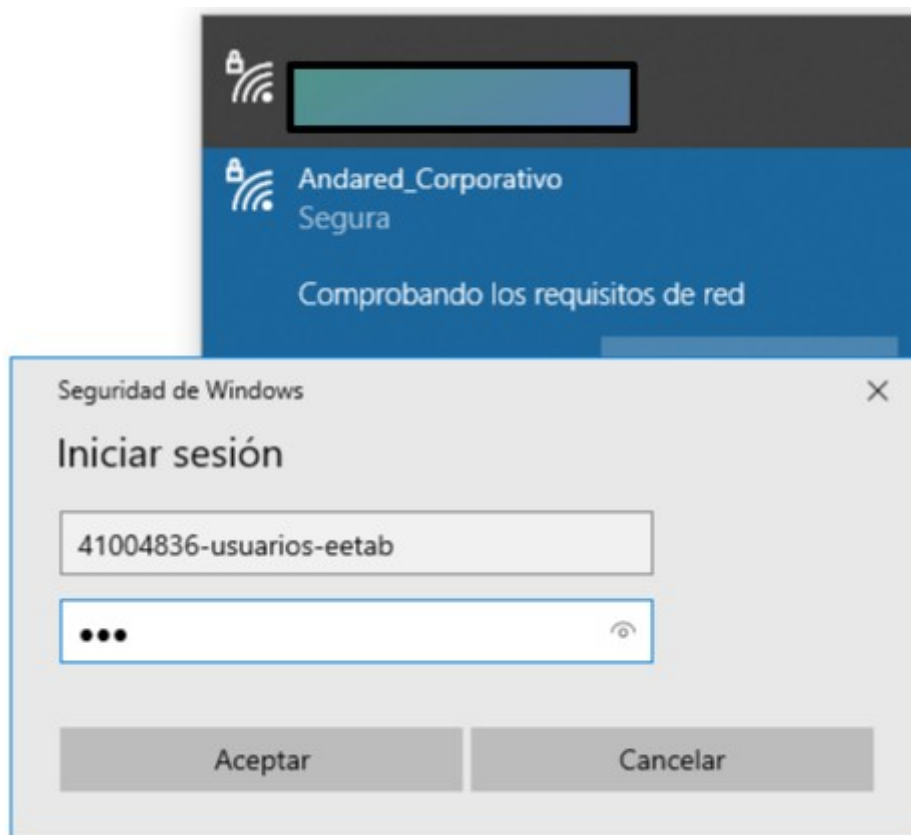 Andared_Corporativo
Segura
Comprobando los requisitos de red
Seguridad de Windows
Iniciar sesión
41004836-usuarios-eetab
●●●
Aceptar
Cancelar